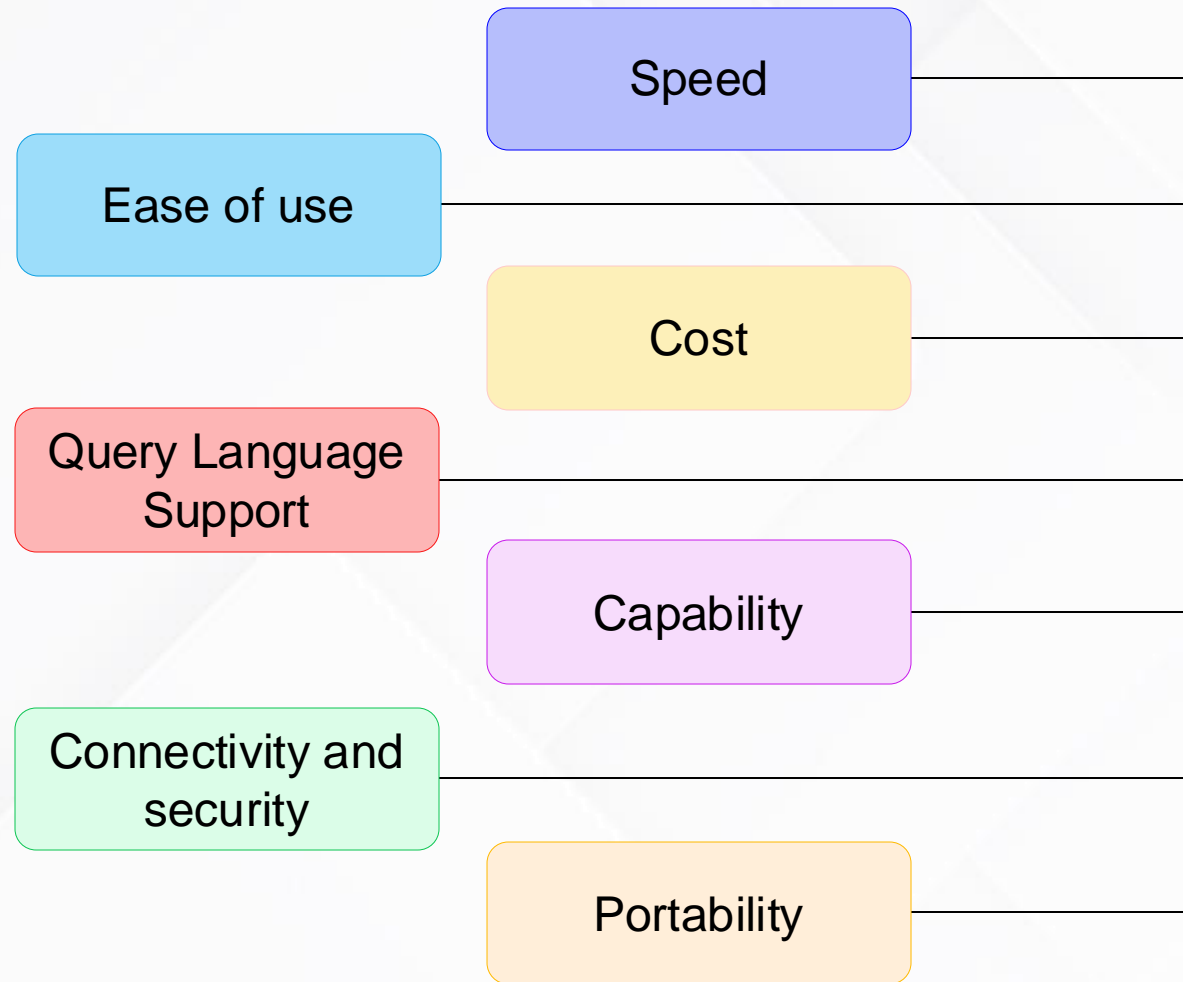 Speed
Ease of use
Cost
Query Language
Support
Capability
Connectivity and
security
Portability